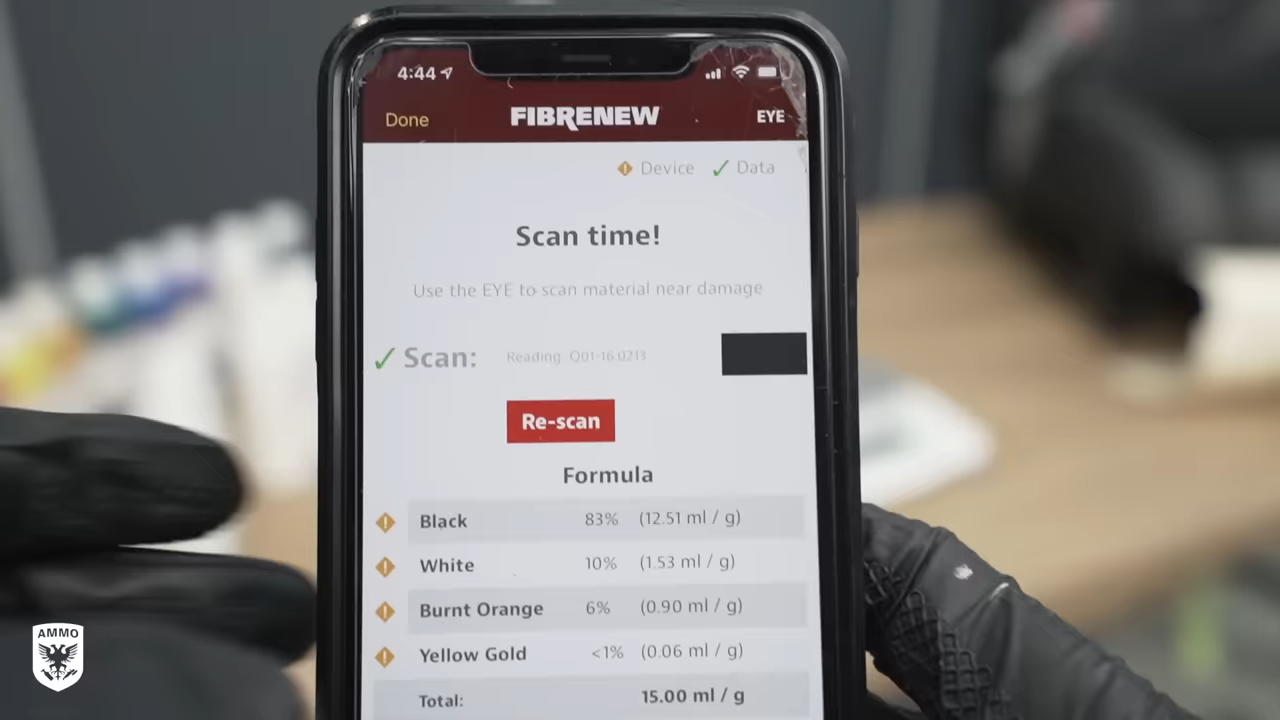 4:44
Done FIBRENEW EYE
Device Data
Scan time!
Use the EYE to scan material near damage
Scan: Reading: Q01-16.0213
Re-scan
Formula
Black 83% (12.51 ml / g)
White 10% (1.53 ml / g)
Burnt Orange 6% (0.90 ml / g)
Yellow Gold <1% (0.06 ml / g)
Total: 15.00 ml / g
AMMO